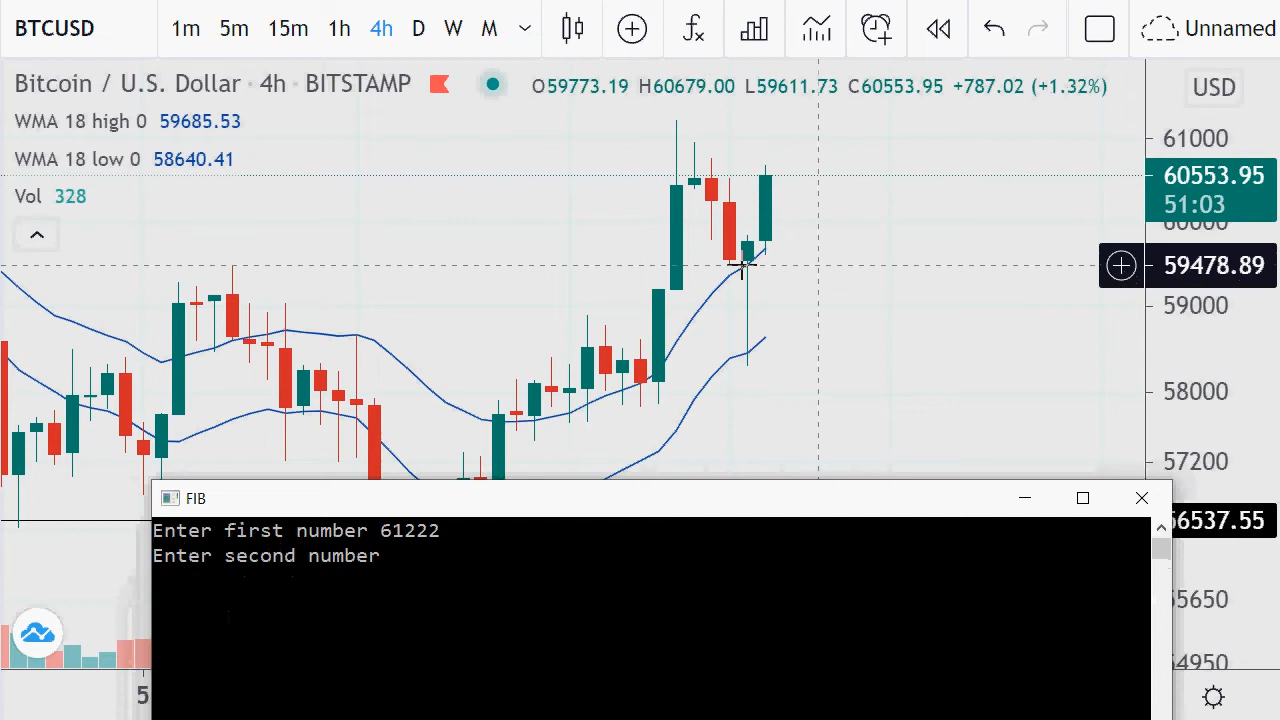 BTCUSD 1m 5m 15m 1h 4h D W M fx Unnamed
Bitcoin / U.S. Dollar · 4h · BITSTAMP O59773.19 H60679.00 L59611.73 C60553.95 +787.02 (+1.32%) USD
WMA 18 high 0 59685.53
WMA 18 low 0 58640.41
Vol 328
61000
60553.95
51:03
60000
59478.89
59000
58000
57200
56537.55
55650
54950
5
FIB
Enter first number 61222
Enter second number